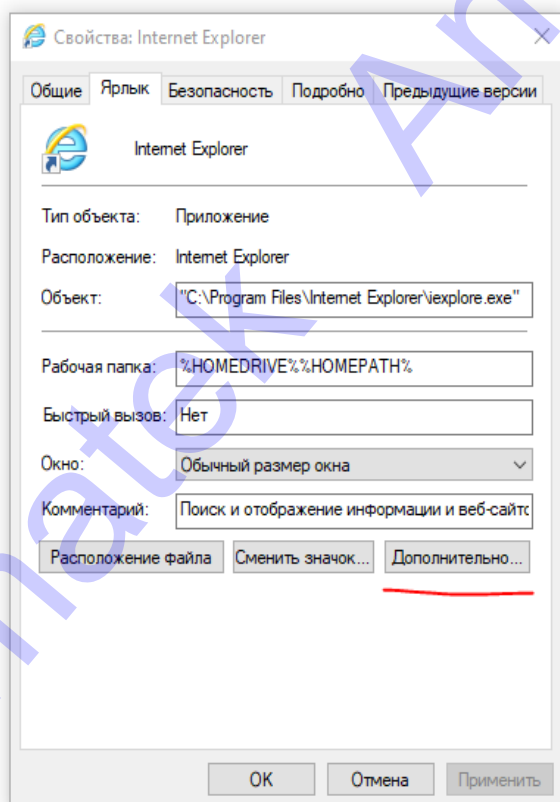 Свойства: Internet Explorer
Общие Ярлык Безопасность Подробно Предыдущие версии
Internet Explorer
Тип объекта: Приложение
Расположение: Internet Explorer
Объект: "C:\Program Files\Internet Explorer\iexplore.exe"
Рабочая папка: %HOMEDRIVE%%HOMEPATH%
Быстрый вызов: Нет
Окно: Обычный размер окна
Комментарий: Поиск и отображение информации и
Расположение файла Сменить значок... Дополнительно...
OK Отмена Применить